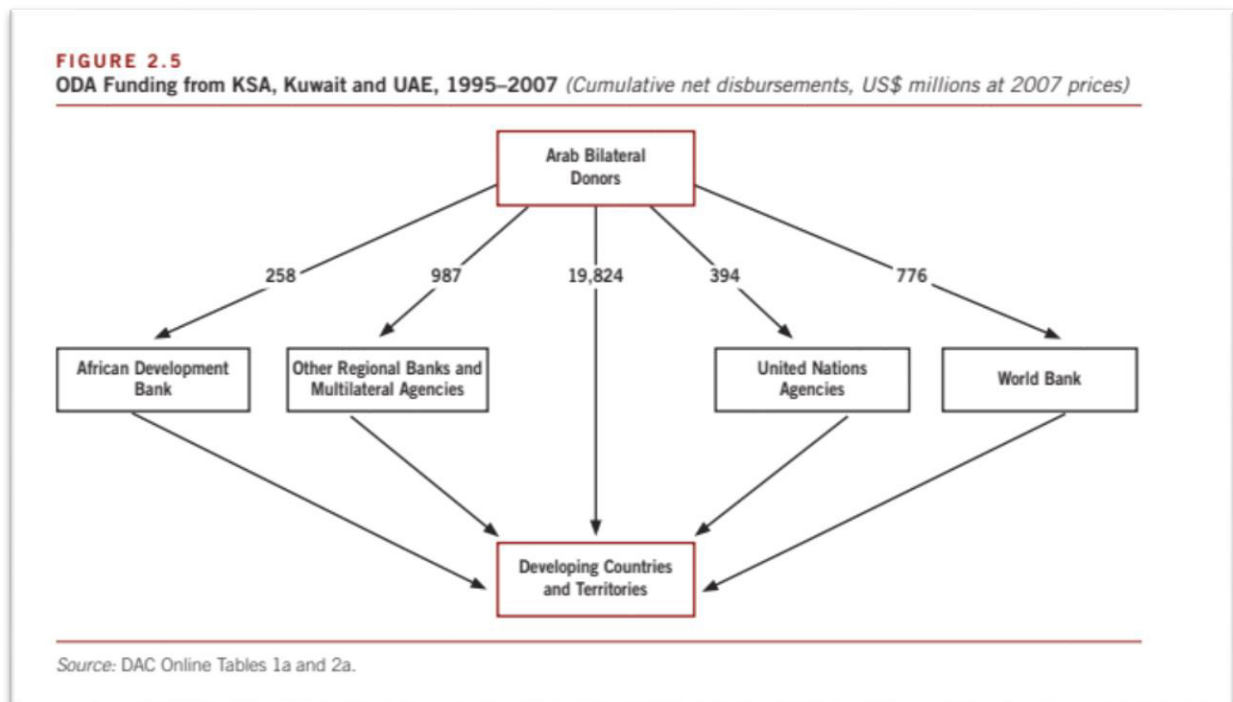 FIGURE 2.5
ODA Funding from KSA, Kuwait and UAE, 1995–2007 (Cumulative net disbursements, US$ millions at 2007 prices)
Arab Bilateral
Donors
258
987
19,824
394
776
African Development
Bank
Other Regional Banks and
Multilateral Agencies
United Nations
Agencies
World Bank
Developing Countries
and Territories
Source: DAC Online Tables 1a and 2a.